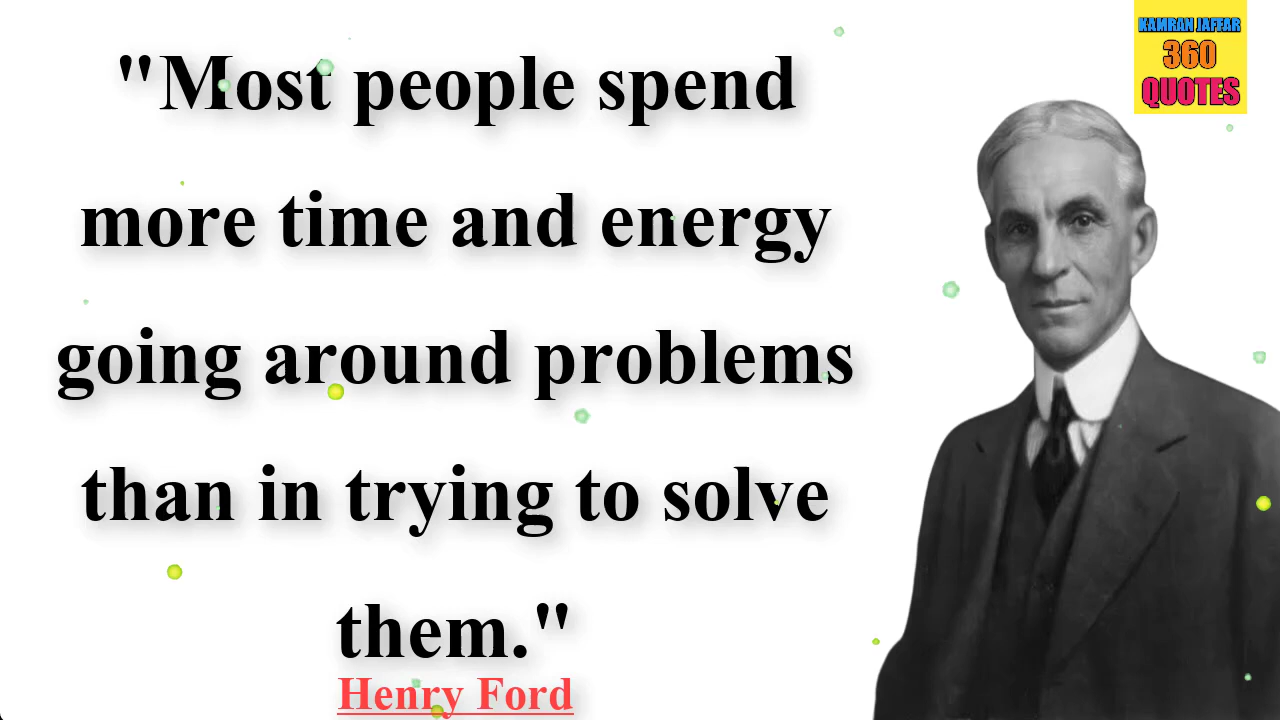 "Most people spend
more time and energy
going around problems
than in trying to solve
them."
Henry Ford
KAMRAN JAFFAR
360
QUOTES